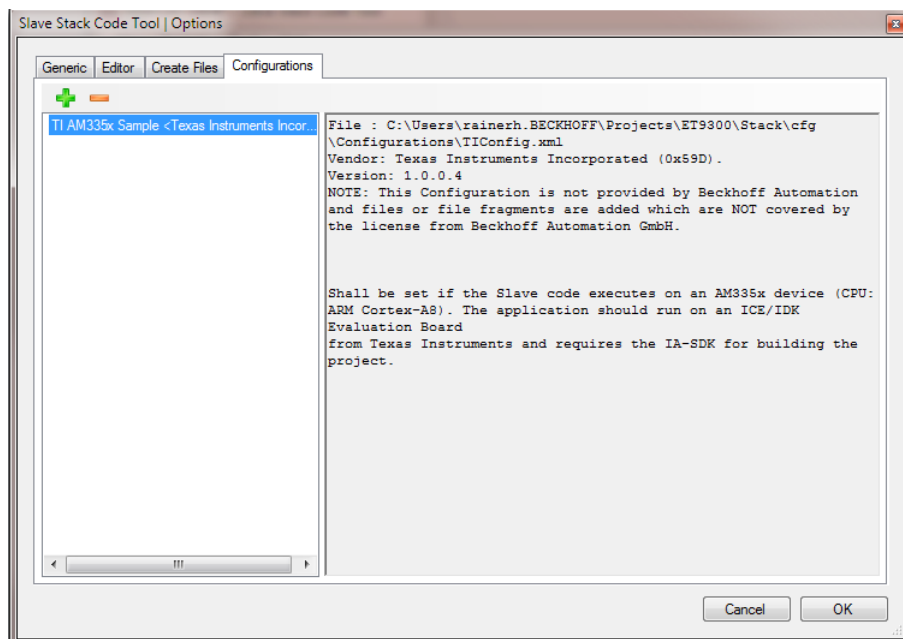 Slave Stack Code Tool | Options
Generic Editor Create Files Configurations
TI AM335x Sample <Texas Instruments Incor...
File : C:\Users\rainerh.BECKHOFF\Projects\ET9300\Stack\cfg
\Configurations\TIConfig.xml
Vendor: Texas Instruments Incorporated (0x59D).
Version: 1.0.0.4
NOTE: This Configuration is not provided by Beckhoff Automation
and files or file fragments are added which are NOT covered by
the license from Beckhoff Automation GmbH.
Shall be set if the Slave code executes on an AM335x device (CPU:
ARM Cortex-A8). The application should run on an ICE/IDK
Evaluation Board
from Texas Instruments and requires the IA-SDK for building the
project.
Cancel OK